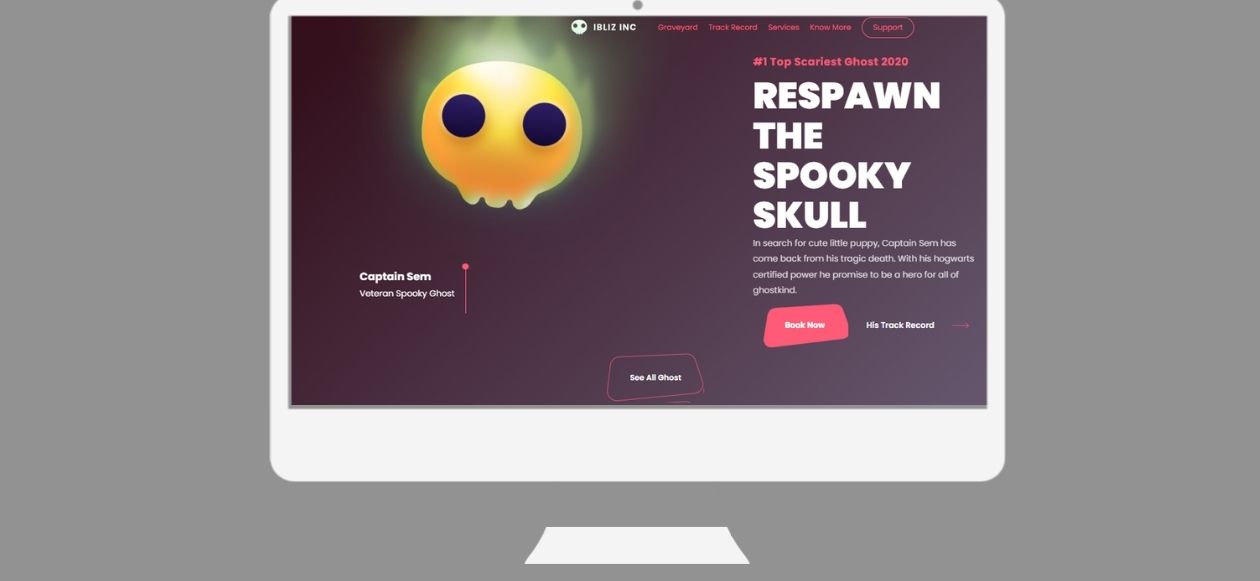 IBLIZ INC
Graveyard Track Record Services Know More Support
#1 Top Scariest Ghost 2020
RESPAWN
THE
SPOOKY
SKULL
In search for cute little puppy, Captain Sem has
come back from his tragic death. With his hogwarts
certified power he promise to be a hero for all of
ghostkind.
Captain Sem
Veteran Spooky Ghost
Book Now
His Track Record
See All Ghost